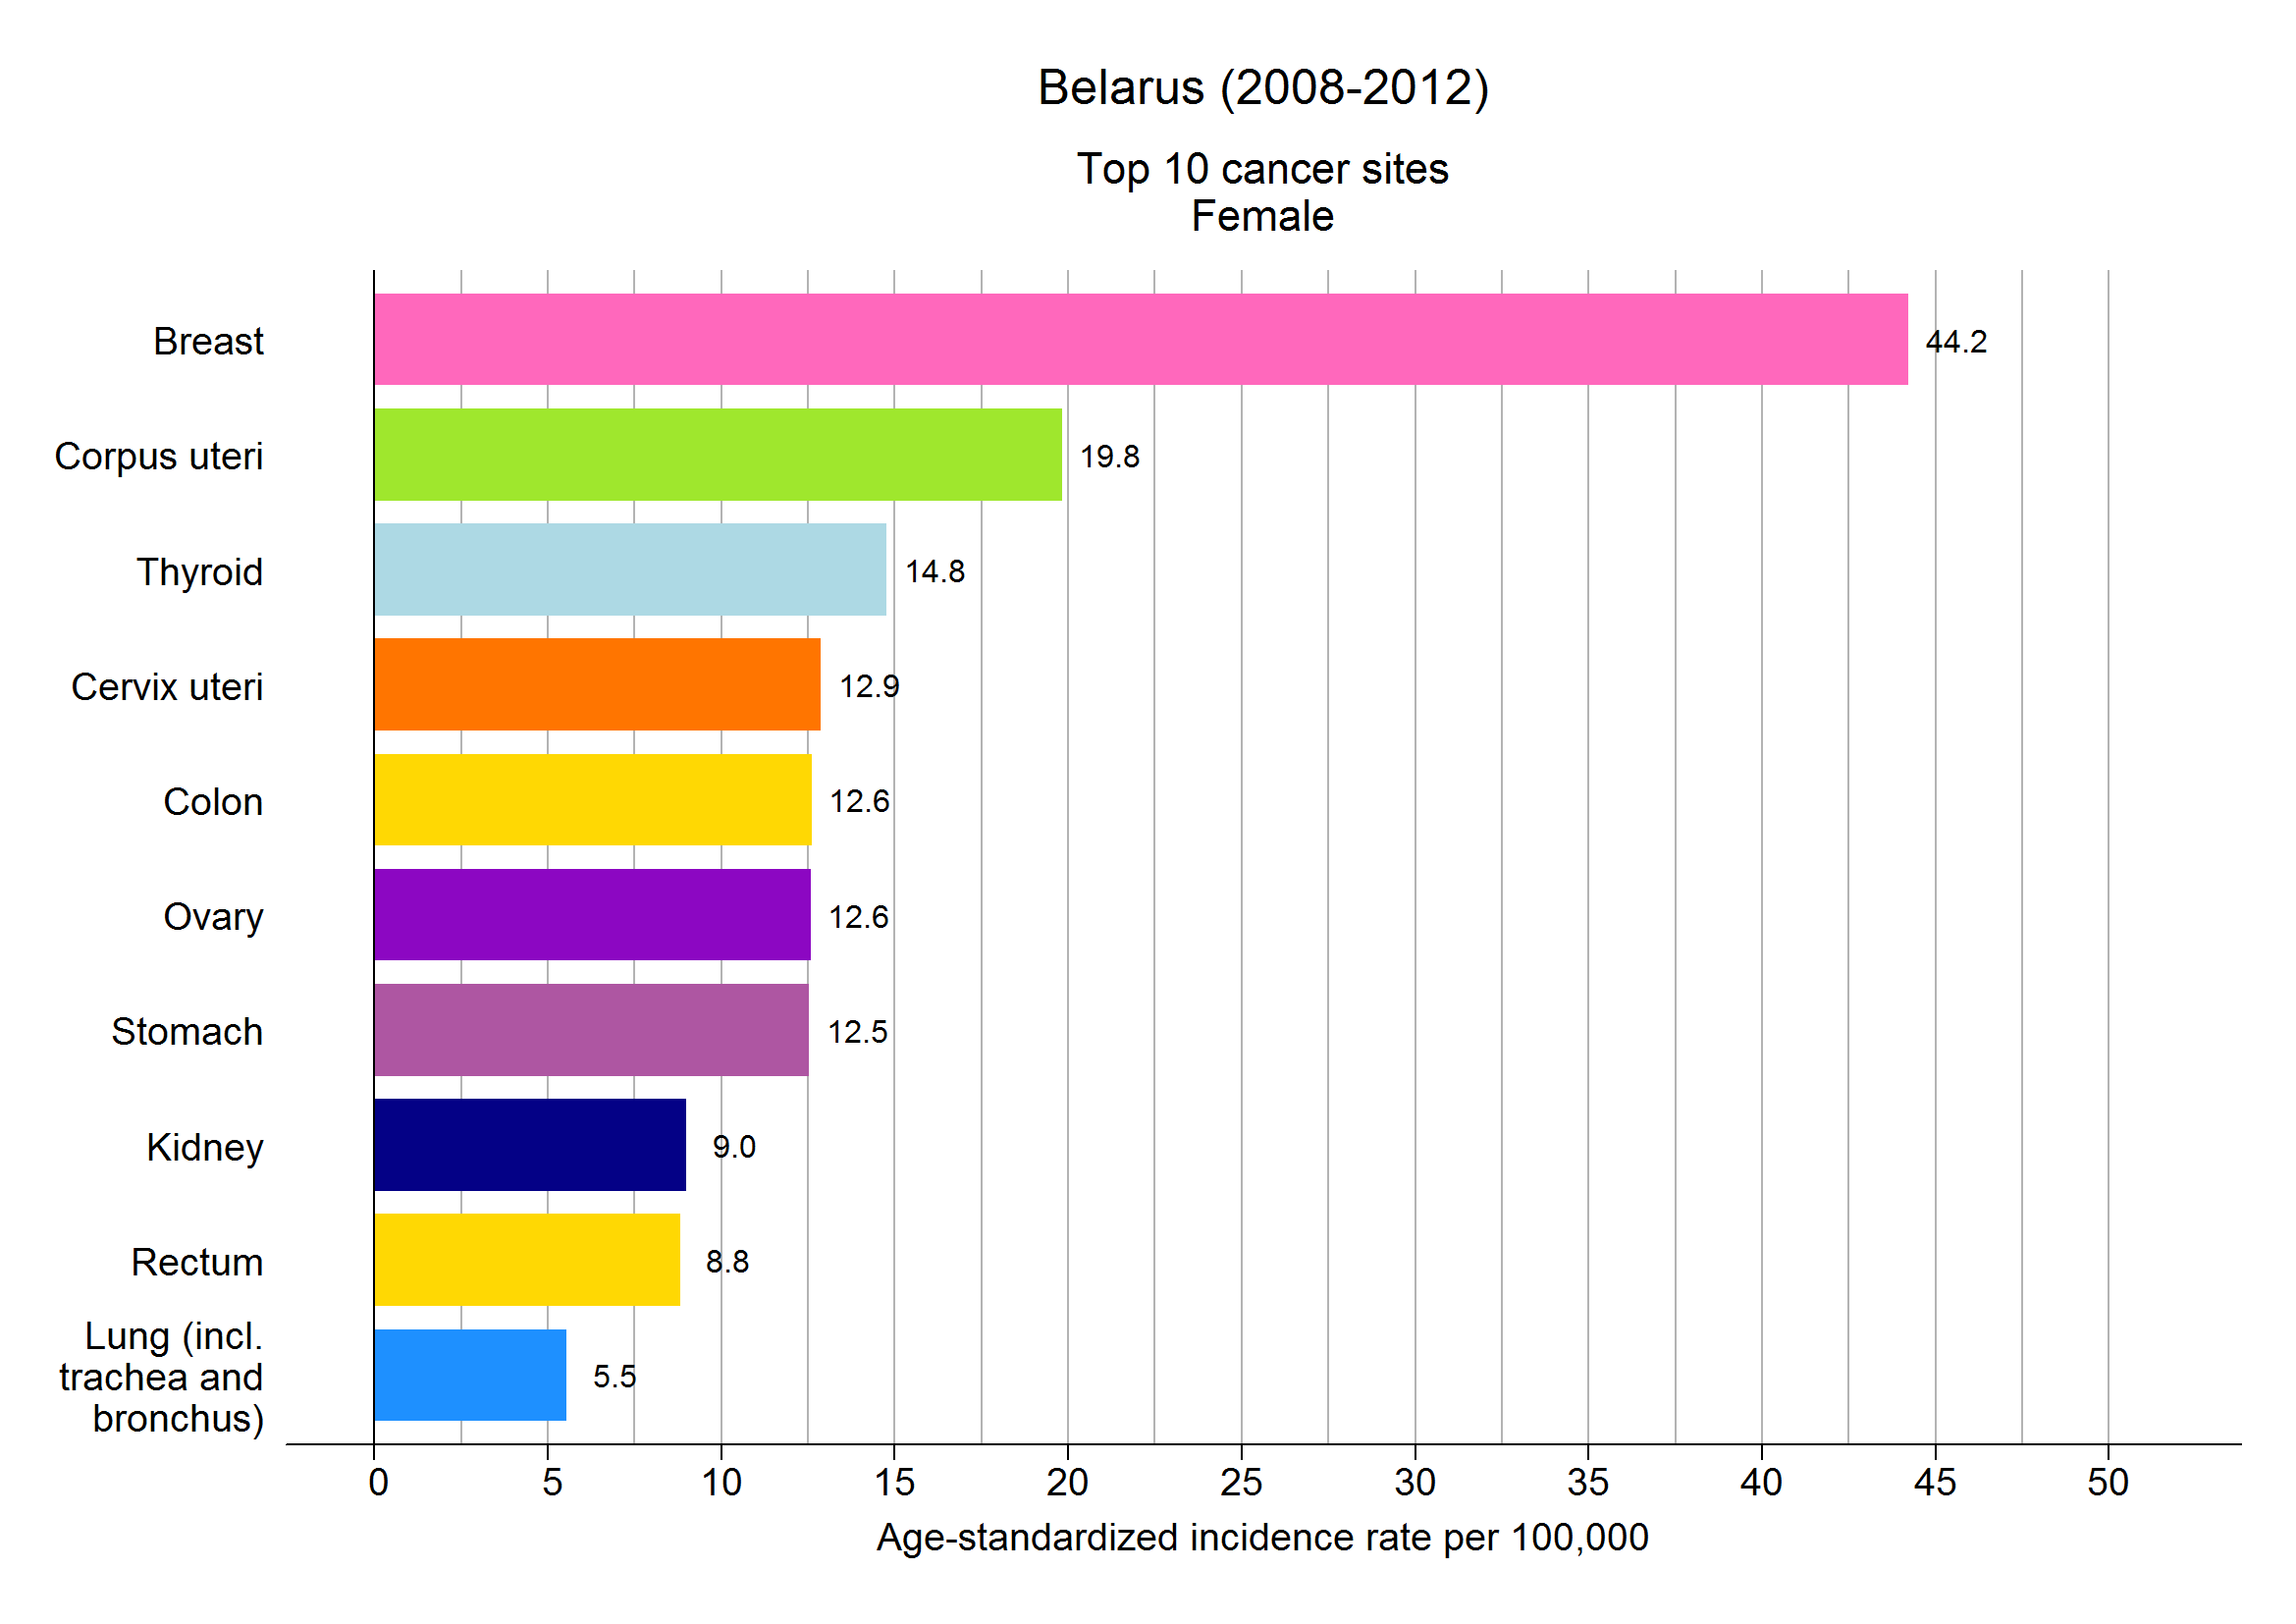 Belarus (2008-2012)
Top 10 cancer sites
Female
Breast
44.2
Corpus uteri
19.8
Thyroid
14.8
Cervix uteri
12.9
Colon
12.6
Ovary
12.6
Stomach
12.5
Kidney
9.0
Rectum
8.8
Lung (incl.
trachea and
bronchus)
5.5
0 5 10 15 20 25 30 35 40 45 50
Age-standardized incidence rate per 100,000